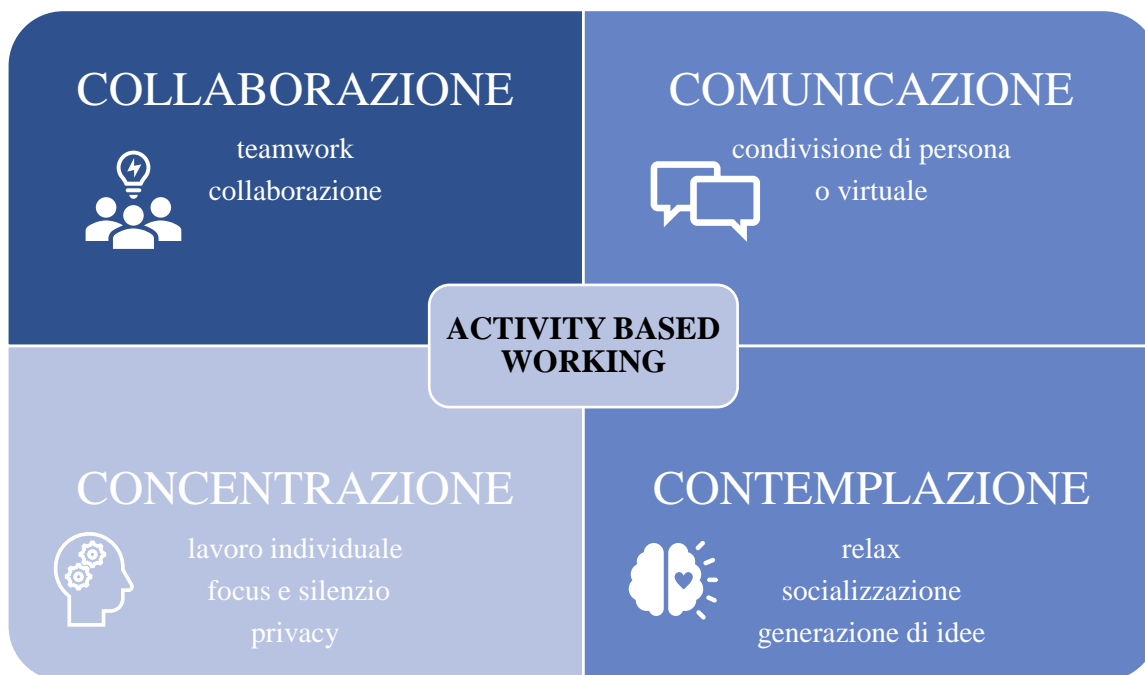 COLLABORAZIONE
teamwork
collaborazione
COMUNICAZIONE
condivisione di persona
o virtuale
ACTIVITY BASED
WORKING
CONCENTRAZIONE
lavoro individuale
focus e silenzio
privacy
CONTEMPLAZIONE
relax
socializzazione
generazione di idee